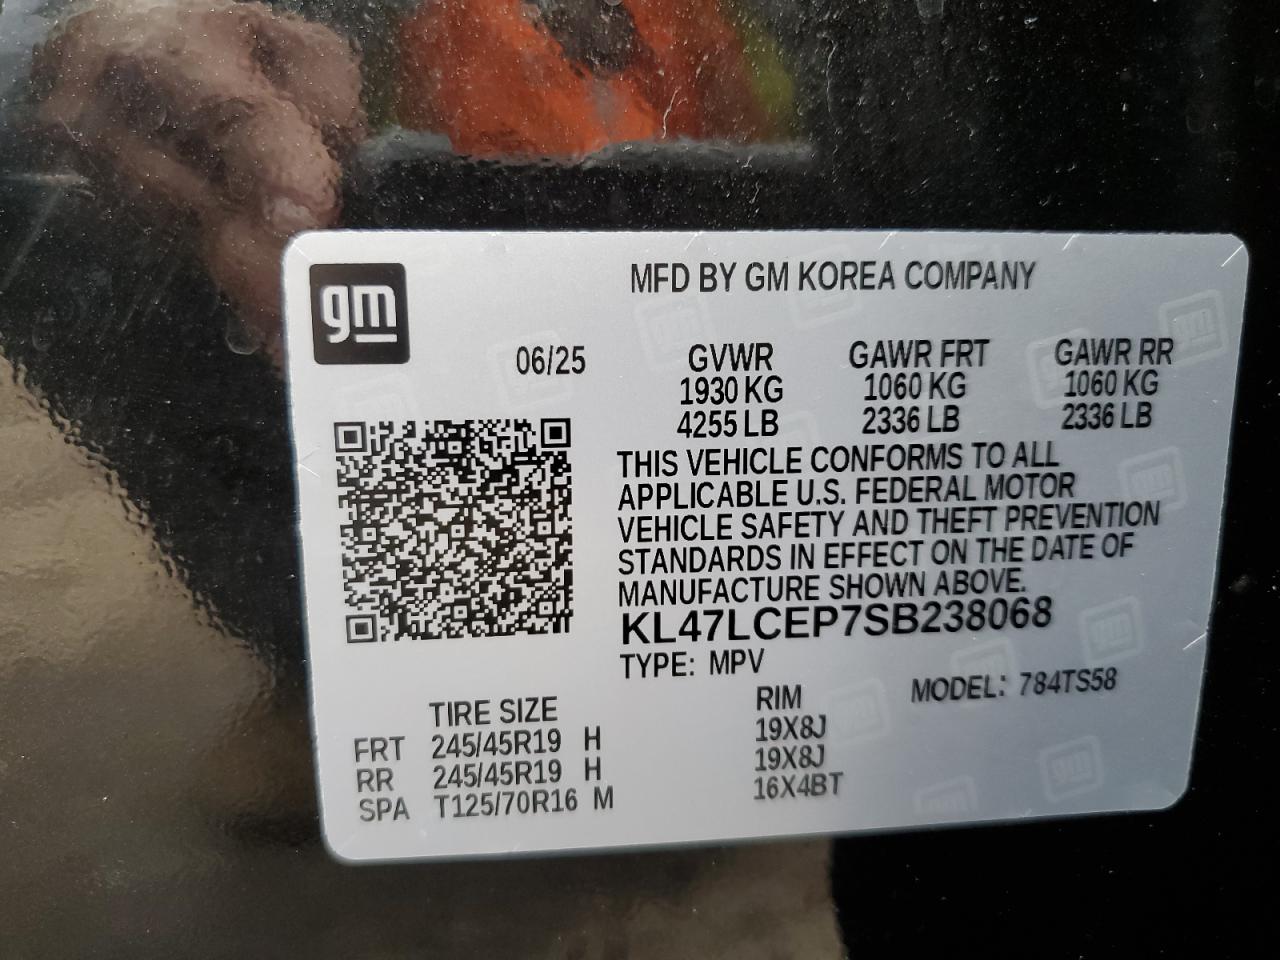 gm
MFD BY GM KOREA COMPANY
06/25
GVWR GAWR FRT GAWR RR
1930 KG 1060 KG 1060 KG
4255 LB 2336 LB 2336 LB
THIS VEHICLE CONFORMS TO ALL
APPLICABLE U.S. FEDERAL MOTOR
VEHICLE SAFETY AND THEFT PREVENTION
STANDARDS IN EFFECT ON THE DATE OF
MANUFACTURE SHOWN ABOVE.
KL47LCEP7SB238068
TYPE: MPV
MODEL: 784TS58
TIRE SIZE RIM
FRT 245/45R19 H 19X8J
RR 245/45R19 H 19X8J
SPA T125/70R16 M 16X4BT